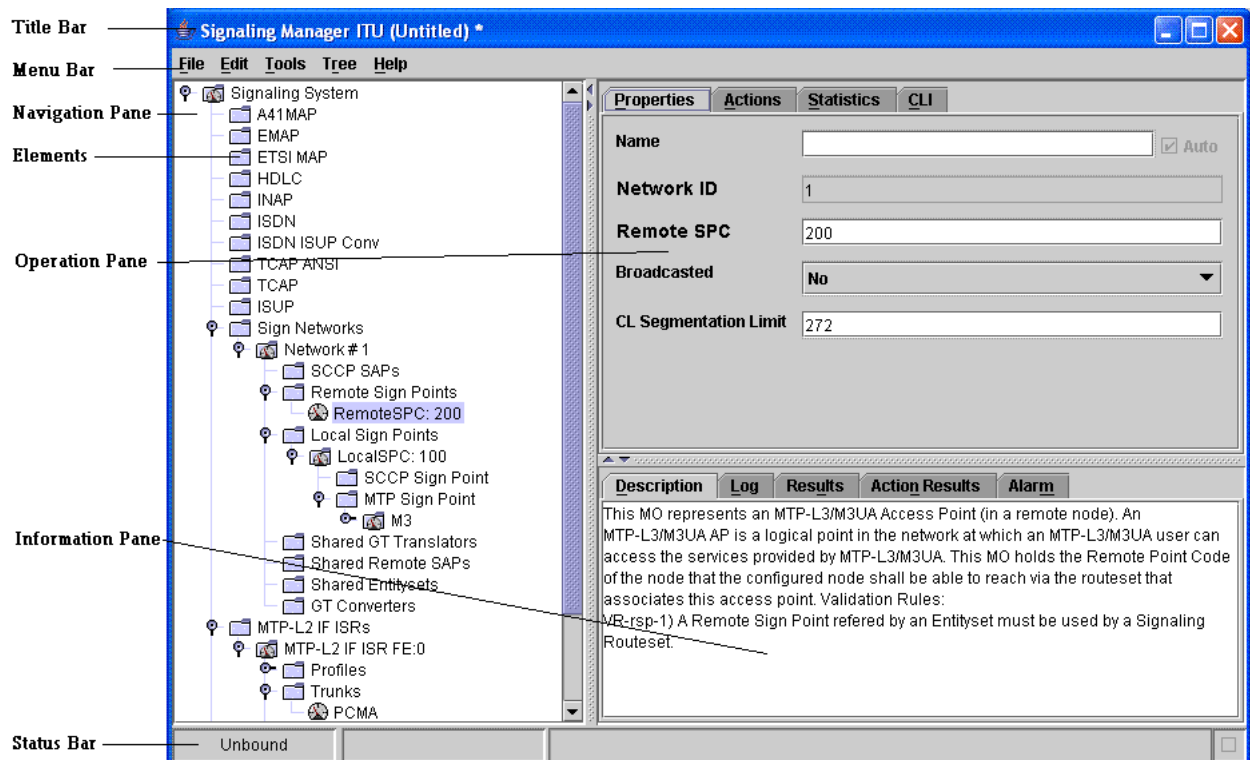 Title Bar
Signaling Manager ITU (Untitled) *
Menu Bar
File Edit Tools Tree Help
Navigation Pane
Elements
Operation Pane
Information Pane
Status Bar
Signaling System
A41MAP
EMAP
ETSI MAP
HDLC
INAP
ISDN
ISDN ISUP Conv
TCAP ANSI
TCAP
ISUP
Sign Networks
Network # 1
SCCP SAPs
Remote Sign Points
RemoteSPC: 200
Local Sign Points
LocalSPC: 100
SCCP Sign Point
MTP Sign Point
M3
Shared GT Translators
Shared Remote SAPs
Shared Entitysets
GT Converters
MTP-L2 IF ISRs
MTP-L2 IF ISR FE:0
Profiles
Trunks
PCMA
Properties Actions Statistics CLI
Name Auto
Network ID 1
Remote SPC 200
Broadcasted No
CL Segmentation Limit 272
Description Log Results Action Results Alarm
This MO represents an MTP-L3/M3UA Access Point (in a remote node). An
MTP-L3/M3UA AP is a logical point in the network at which an MTP-L3/M3UA user can
access the services provided by MTP-L3/M3UA. This MO holds the Remote Point Code
of the node that the configured node shall be able to reach via the routeset that
associates this access point. Validation Rules:
VR-rsp-1) A Remote Sign Point refered by an Entityset must be used by a Signaling
Routeset.
Unbound